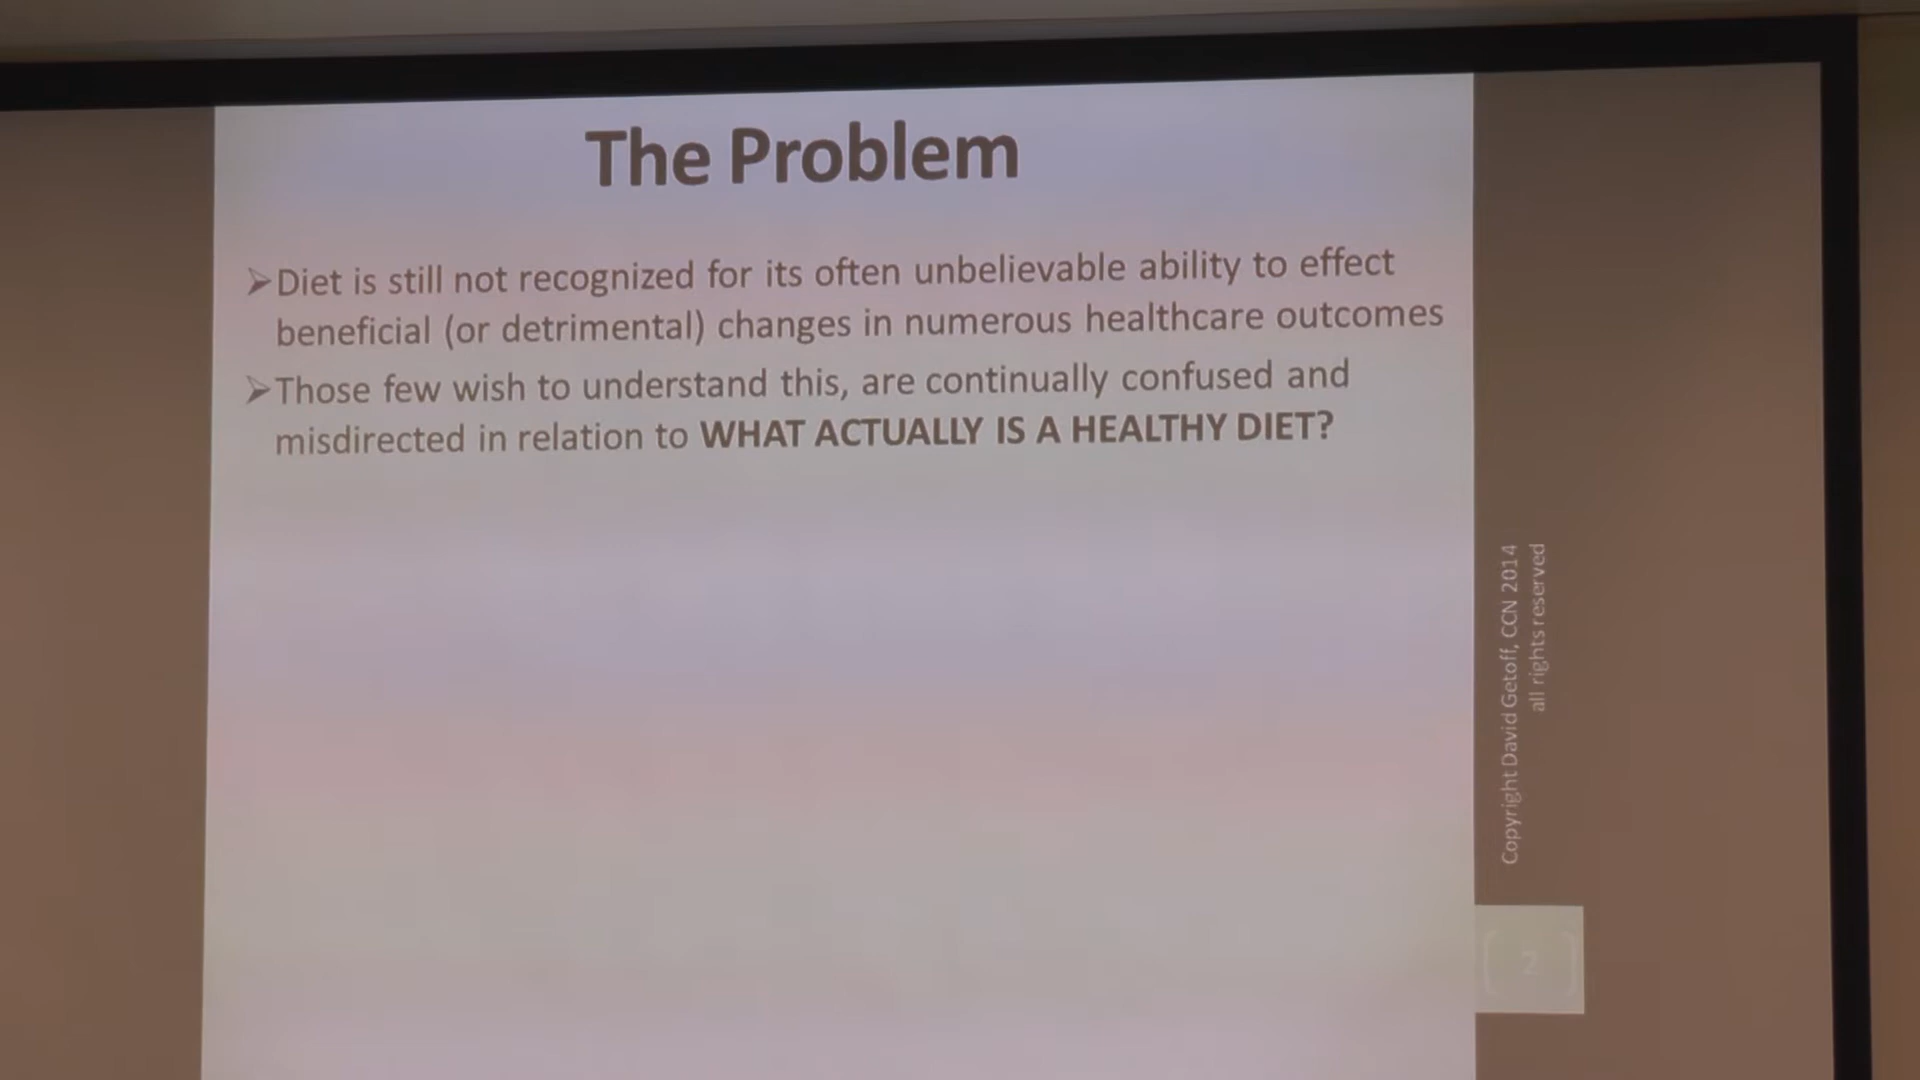 The Problem
➢Diet is still not recognized for its often unbelievable ability to effect
beneficial (or detrimental) changes in numerous healthcare outcomes
➢Those few wish to understand this, are continually confused and
misdirected in relation to WHAT ACTUALLY IS A HEALTHY DIET?
Copyright David Getoff, CCN 2014
all rights reserved
2